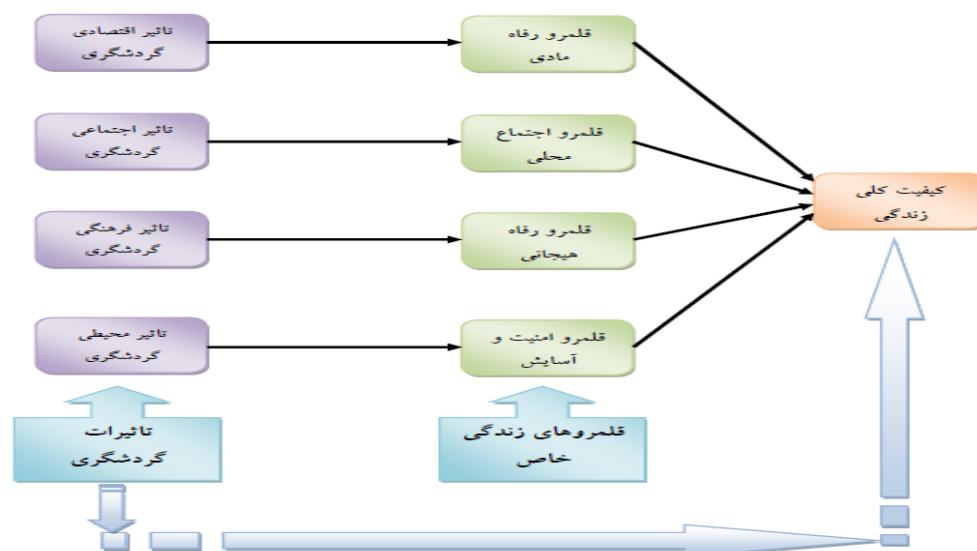 تاثیر اقتصادی
گردشگری
قلمرو رفاه
مادی
تاثیر اجتماعی
گردشگری
قلمرو اجتماع
محلی
کیفیت کلی
زندگی
تاثیر فرهنگی
گردشگری
قلمرو رفاه
هیجانی
تاثیر محیطی
گردشگری
قلمرو امنیت و
آسایش
تاثیرات
گردشگری
قلمروهای زندگی
خاص